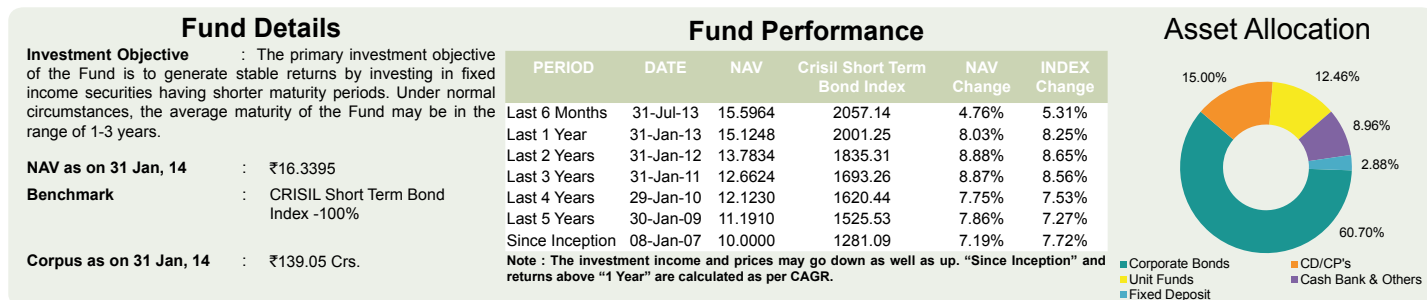 Fund Details
Investment Objective : The primary investment objective
of the Fund is to generate stable returns by investing in fixed
income securities having shorter maturity periods. Under normal
circumstances, the average maturity of the Fund may be in the
range of 1-3 years.
NAV as on 31 Jan, 14 : ₹16.3395
Benchmark : CRISIL Short Term Bond
Index -100%
Corpus as on 31 Jan, 14 : ₹139.05 Crs.
Fund Performance
PERIOD DATE NAV Crisil Short Term NAV INDEX
Bond Index Change Change
Last 6 Months 31-Jul-13 15.5964 2057.14 4.76% 5.31%
Last 1 Year 31-Jan-13 15.1248 2001.25 8.03% 8.25%
Last 2 Years 31-Jan-12 13.7834 1835.31 8.88% 8.65%
Last 3 Years 31-Jan-11 12.6624 1693.26 8.87% 8.56%
Last 4 Years 29-Jan-10 12.1230 1620.44 7.75% 7.53%
Last 5 Years 30-Jan-09 11.1910 1525.53 7.86% 7.27%
Since Inception 08-Jan-07 10.0000 1281.09 7.19% 7.72%
Note : The investment income and prices may go down as well as up. “Since Inception” and
returns above “1 Year” are calculated as per CAGR.
Asset Allocation
15.00%
12.46%
8.96%
2.88%
60.70%
Corporate Bonds CD/CP's
Unit Funds Cash Bank & Others
Fixed Deposit